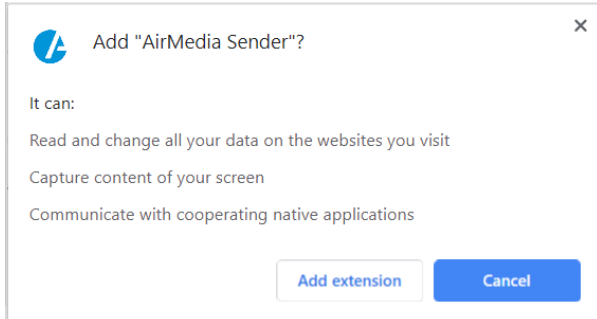 Add "AirMedia Sender"?
It can:
Read and change all your data on the websites you visit
Capture content of your screen
Communicate with cooperating native applications
Add extension Cancel